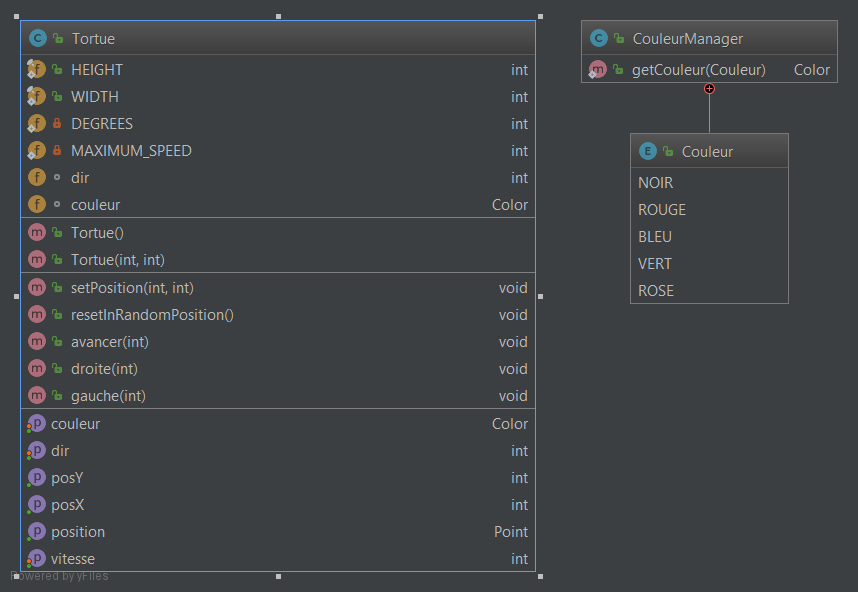 Tortue
HEIGHT int
WIDTH int
DEGREES int
MAXIMUM_SPEED int
dir int
couleur Color
Tortue()
Tortue(int, int)
setPosition(int, int) void
resetInRandomPosition() void
avancer(int) void
droite(int) void
gauche(int) void
couleur Color
dir int
posY int
posX int
position Point
vitesse int
Powered by yFiles
CouleurManager
getCouleur(Couleur) Color
Couleur
NOIR
ROUGE
BLEU
VERT
ROSE